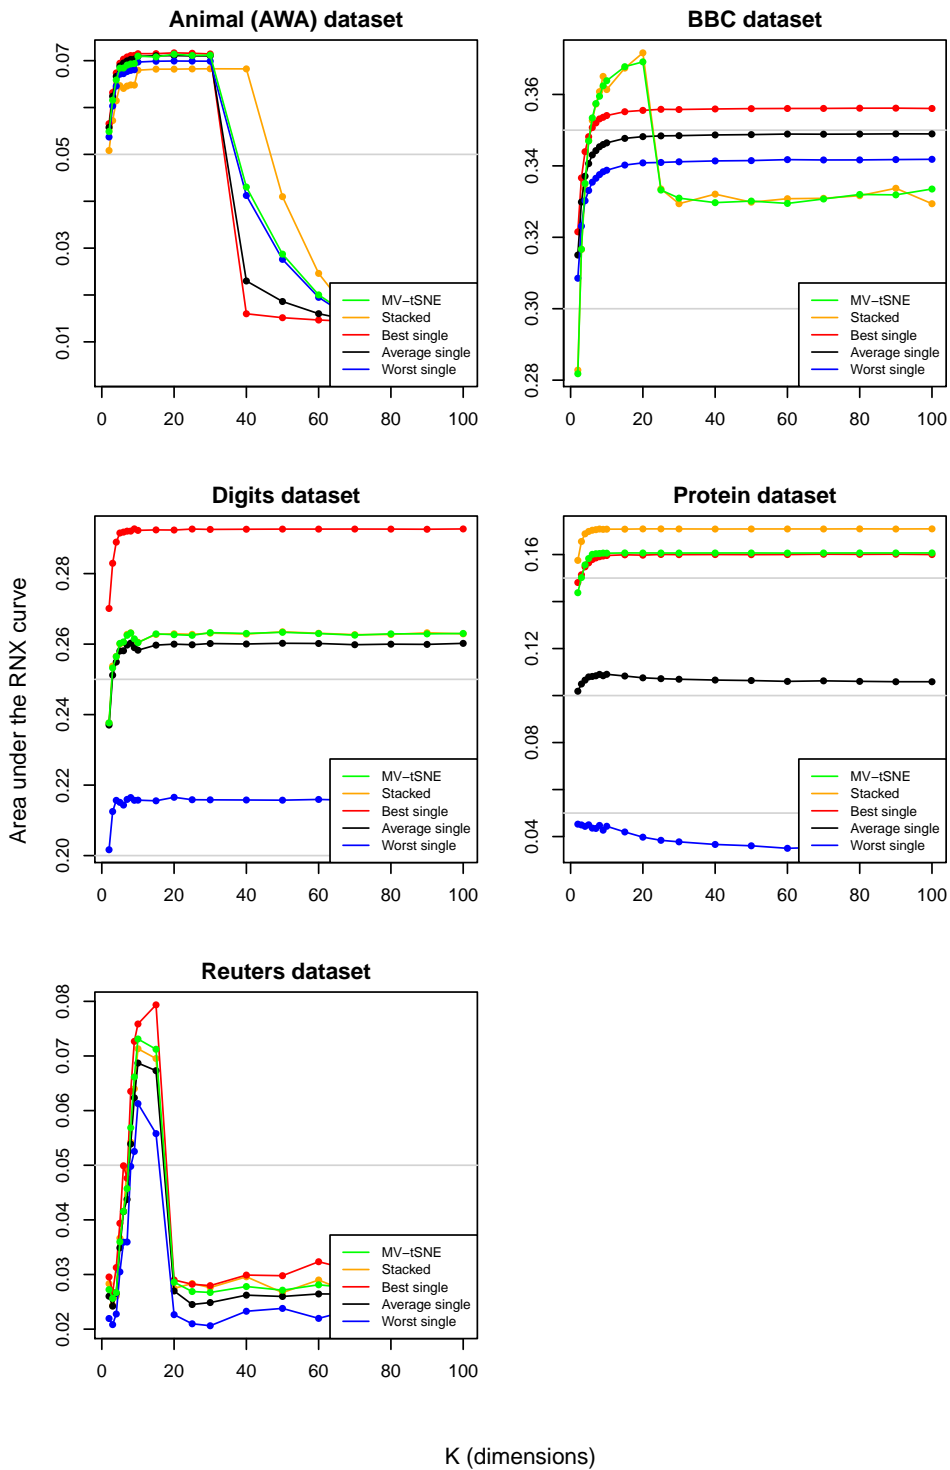 Animal (AWA) dataset
0.07
0.05
0.03
0.01
MV−tSNE
Stacked
Best single
Average single
Worst single
0 20 40 60 80 100
BBC dataset
0.36
0.34
0.32
0.30
0.28
MV−tSNE
Stacked
Best single
Average single
Worst single
0 20 40 60 80 100
Digits dataset
0.28
0.26
0.24
0.22
0.20
MV−tSNE
Stacked
Best single
Average single
Worst single
0 20 40 60 80 100
Protein dataset
0.16
0.12
0.08
0.04
MV−tSNE
Stacked
Best single
Average single
Worst single
0 20 40 60 80 100
Area under the RNX curve
Reuters dataset
0.08
0.07
0.06
0.05
0.04
0.03
0.02
MV−tSNE
Stacked
Best single
Average single
Worst single
0 20 40 60 80 100
K (dimensions)